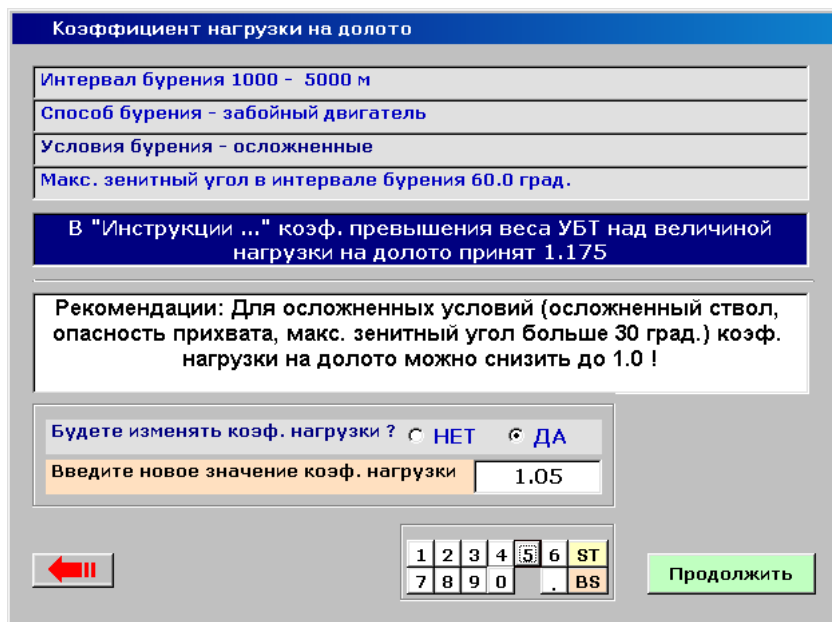 Коэффициент нагрузки на долото
Интервал бурения 1000 - 5000 м
Способ бурения - забойный двигатель
Условия бурения - осложненные
Макс. зенитный угол в интервале бурения 60.0 град.
В "Инструкции ..." коэф. превышения веса УБТ над величиной
нагрузки на долото принят 1.175
Рекомендации: Для осложненных условий (осложненный ствол,
опасность прихвата, макс. зенитный угол больше 30 град.) коэф.
нагрузки на долото можно снизить до 1.0 !
Будете изменять коэф. нагрузки ? НЕТ ДА
Введите новое значение коэф. нагрузки 1.05
1 2 3 4 5 6 ST
7 8 9 0 . BS
Продолжить